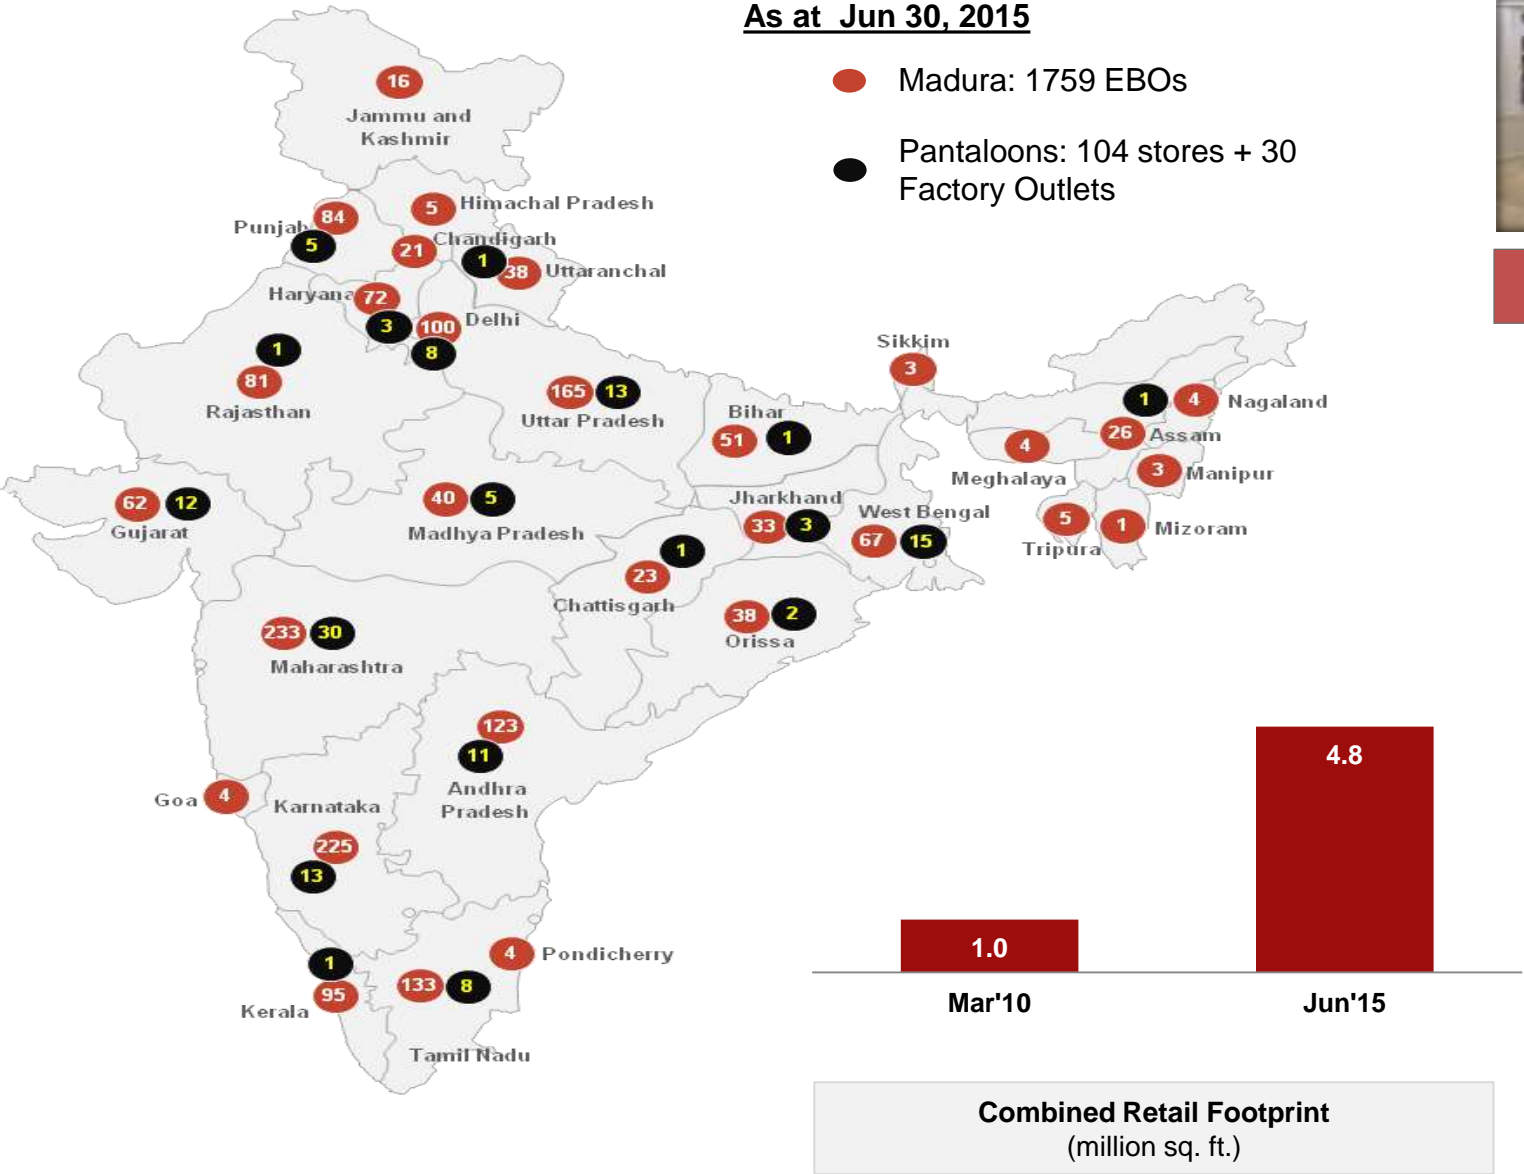 As at Jun 30, 2015
Madura: 1759 EBOs
Pantaloons: 104 stores + 30
Factory Outlets
16
Jammu and
Kashmir
5 Himachal Pradesh
84
Punjab
5
21 Chandigarh
1
38 Uttaranchal
Haryana 72
3
100 Delhi
8
1
81
Rajasthan
165 13
Uttar Pradesh
Bihar
51 1
Sikkim
3
1 4 Nagaland
26 Assam
4
Meghalaya
3 Manipur
5
Tripura
1 Mizoram
62 12
Gujarat
40 5
Madhya Pradesh
Jharkhand
33 3
West Bengal
67 15
1
23
Chattisgarh
38 2
Orissa
233 30
Maharashtra
123
11
Andhra
Pradesh
Goa 4
Karnataka
225
13
4 Pondicherry
1
95
Kerala
133 8
Tamil Nadu
4.8
1.0
Mar'10 Jun'15
Combined Retail Footprint
(million sq. ft.)